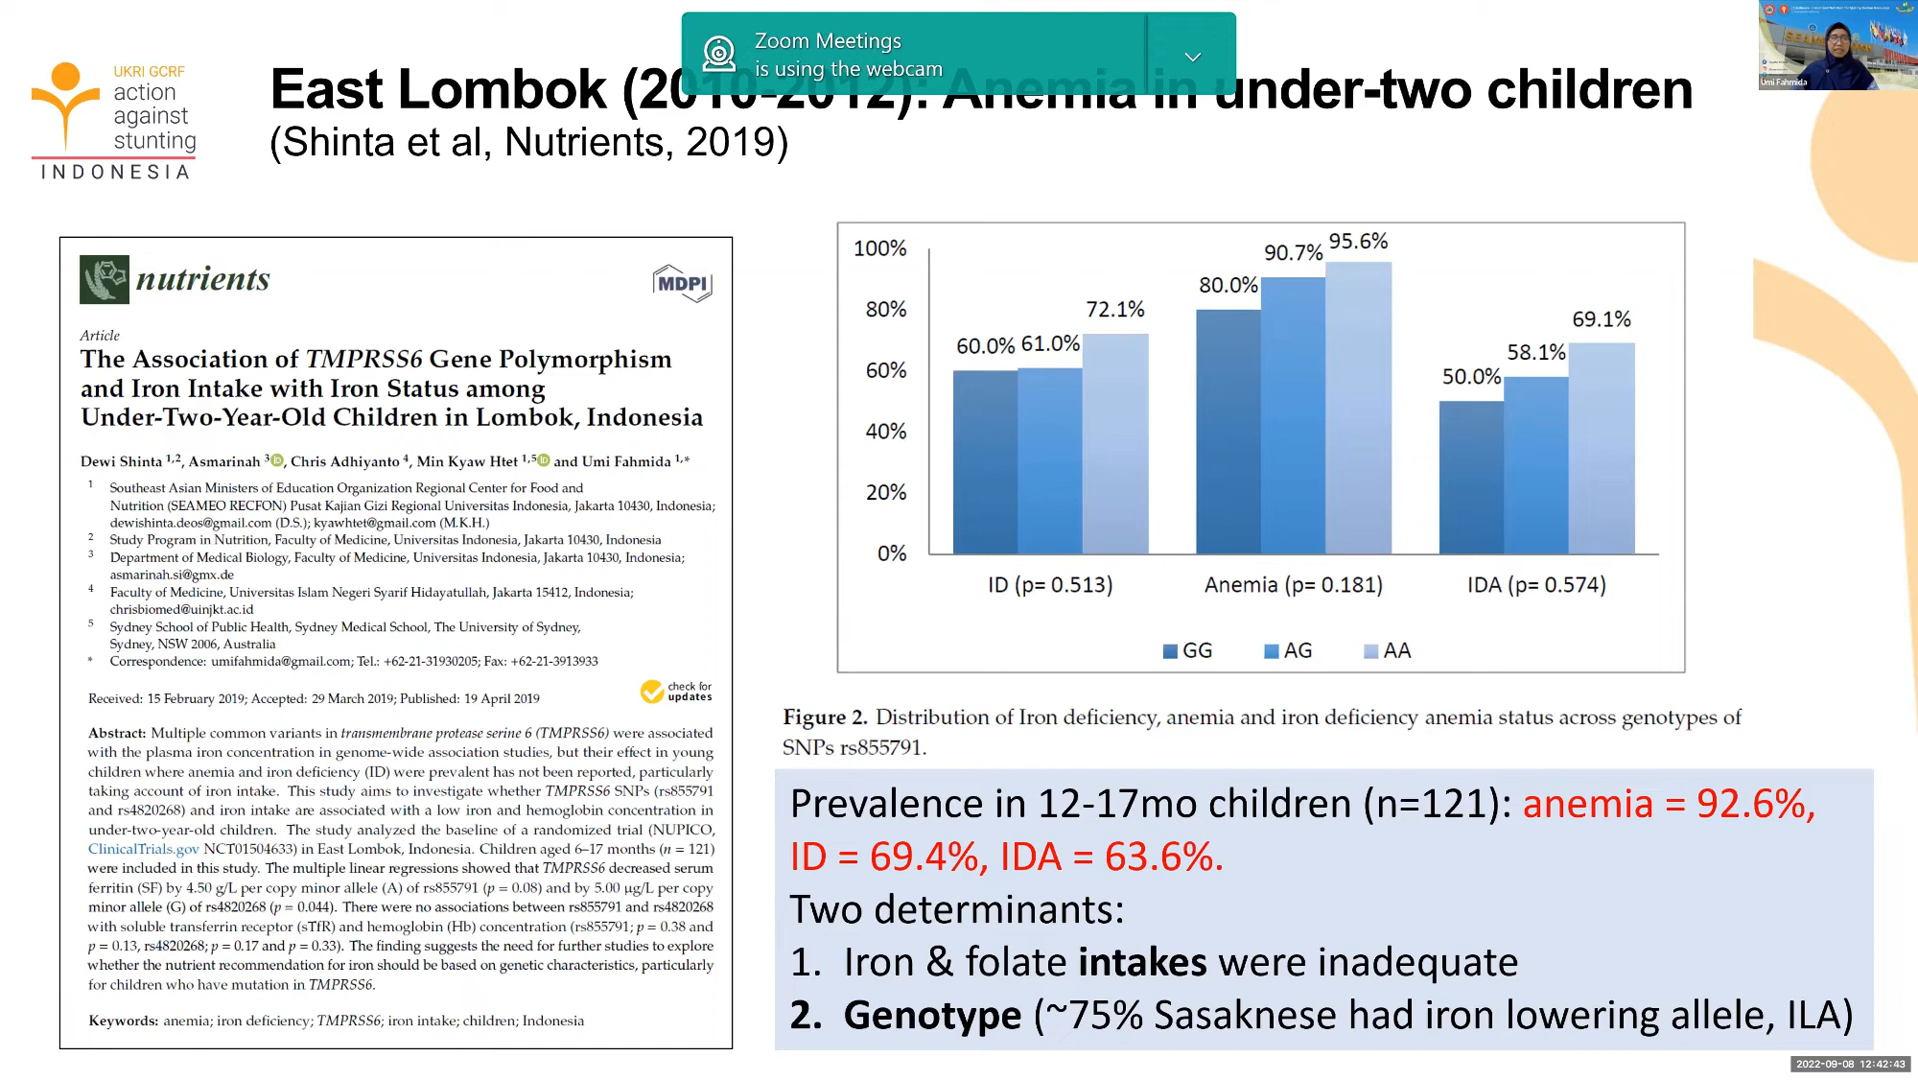 Zoom Meetings
is using the webcam
Umi Fahmida
UKRI GCRF
action
against
stunting
INDONESIA
East Lombok (2010-2012): Anemia in under-two children
(Shinta et al, Nutrients, 2019)
nutrients
MDPI
Article
The Association of TMPRSS6 Gene Polymorphism
and Iron Intake with Iron Status among
Under-Two-Year-Old Children in Lombok, Indonesia
Dewi Shinta 1,2, Asmarinah 3, Chris Adhiyanto 4, Min Kyaw Htet 1,5 and Umi Fahmida 1,*
1 Southeast Asian Ministers of Education Organization Regional Center for Food and
Nutrition (SEAMEO RECFON) Pusat Kajian Gizi Regional Universitas Indonesia, Jakarta 10430, Indonesia;
dewishinta.deos@gmail.com (D.S.); kyawhtet@gmail.com (M.K.H.)
2 Study Program in Nutrition, Faculty of Medicine, Universitas Indonesia, Jakarta 10430, Indonesia
3 Department of Medical Biology, Faculty of Medicine, Universitas Indonesia, Jakarta 10430, Indonesia;
asmarinah.si@gmx.de
4 Faculty of Medicine, Universitas Islam Negeri Syarif Hidayatullah, Jakarta 15412, Indonesia;
chrisbiomed@uinjkt.ac.id
5 Sydney School of Public Health, Sydney Medical School, The University of Sydney,
Sydney, NSW 2006, Australia
* Correspondence: umifahmida@gmail.com; Tel.: +62-21-31930205; Fax: +62-21-3913933
Received: 15 February 2019; Accepted: 29 March 2019; Published: 19 April 2019
check for
updates
Abstract: Multiple common variants in transmembrane protease serine 6 (TMPRSS6) were associated
with the plasma iron concentration in genome-wide association studies, but their effect in young
children where anemia and iron deficiency (ID) were prevalent has not been reported, particularly
taking account of iron intake. This study aims to investigate whether TMPRSS6 SNPs (rs855791
and rs4820268) and iron intake are associated with a low iron and hemoglobin concentration in
under-two-year-old children. The study analyzed the baseline of a randomized trial (NUPICO,
ClinicalTrials.gov NCT01504633) in East Lombok, Indonesia. Children aged 6–17 months (n = 121)
were included in this study. The multiple linear regressions showed that TMPRSS6 decreased serum
ferritin (SF) by 4.50 g/L per copy minor allele (A) of rs855791 (p = 0.08) and by 5.00 µg/L per copy
minor allele (G) of rs4820268 (p = 0.044). There were no associations between rs855791 and rs4820268
with soluble transferrin receptor (sTfR) and hemoglobin (Hb) concentration (rs855791; p = 0.38 and
p = 0.13, rs4820268; p = 0.17 and p = 0.33). The finding suggests the need for further studies to explore
whether the nutrient recommendation for iron should be based on genetic characteristics, particularly
for children who have mutation in TMPRSS6.
Keywords: anemia; iron deficiency; TMPRSS6; iron intake; children; Indonesia
100%
80%
60%
40%
20%
0%
60.0% 61.0% 72.1%
80.0% 90.7% 95.6%
50.0% 58.1% 69.1%
ID (p= 0.513) Anemia (p= 0.181) IDA (p= 0.574)
GG AG AA
Figure 2. Distribution of Iron deficiency, anemia and iron deficiency anemia status across genotypes of
SNPs rs855791.
Prevalence in 12-17mo children (n=121): anemia = 92.6%,
ID = 69.4%, IDA = 63.6%.
Two determinants:
1. Iron & folate intakes were inadequate
2. Genotype (~75% Sasaknese had iron lowering allele, ILA)
2022-09-08 12:42:43